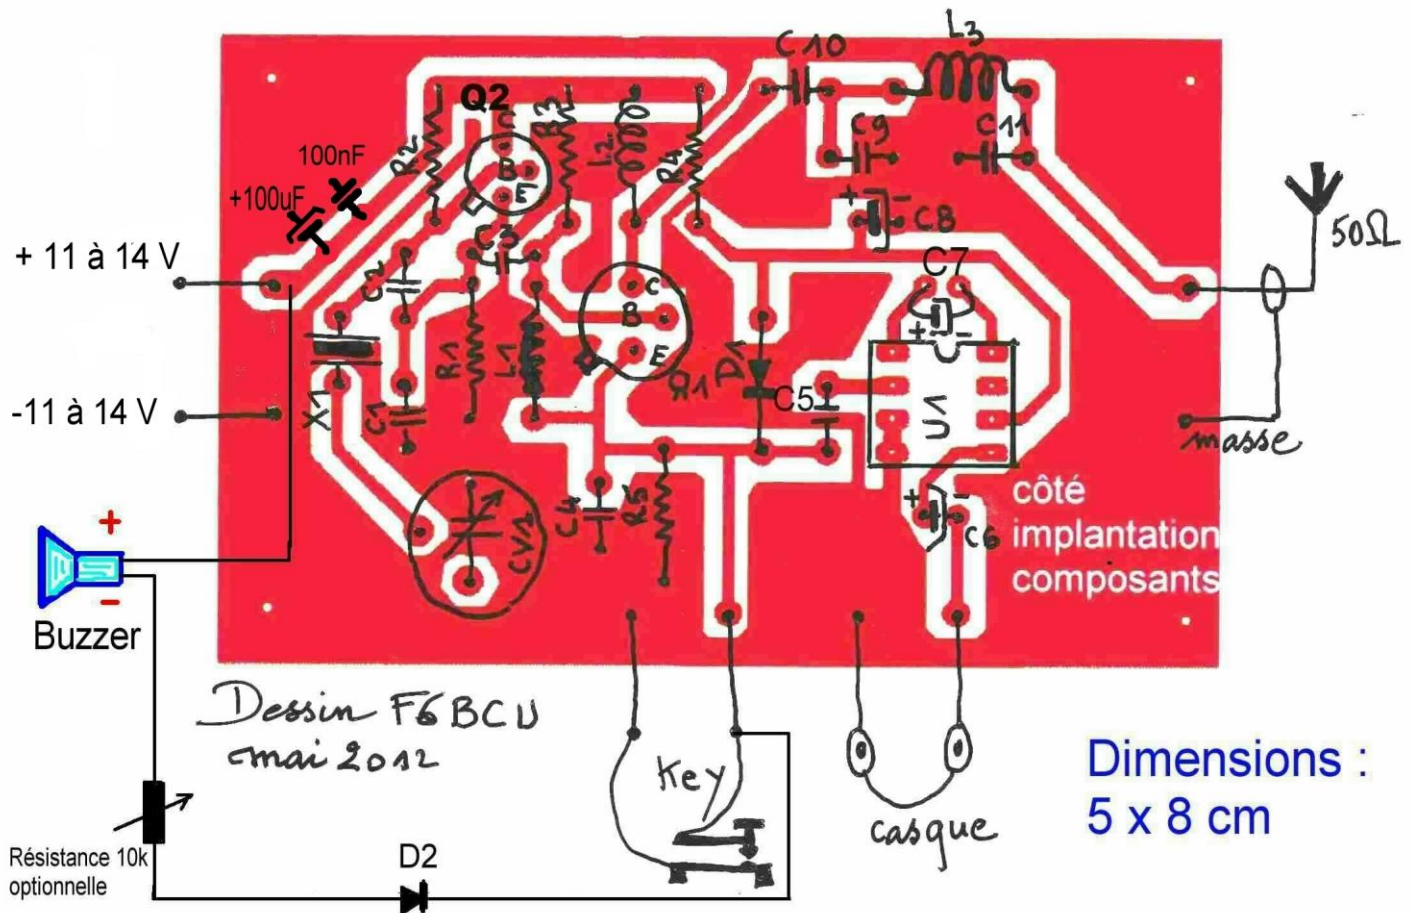 L3
C10
Q2
C
R3
C9
C11
100nF
R2
B
L2
R4
E
+100uF
+
-
C8
50Ω
C3
+ 11 à 14 V
C2
C7
C
B
+
-
R1
L1
E
D1
Q1
C5
U1
-11 à 14 V
X1
C1
masse
côté
implantation
composants
+
-
C6
C4
R5
CV1
+
-
Buzzer
Dessin F6BCU
mai 2012
Key
casque
Dimensions :
5 x 8 cm
Résistance 10k
optionnelle
D2